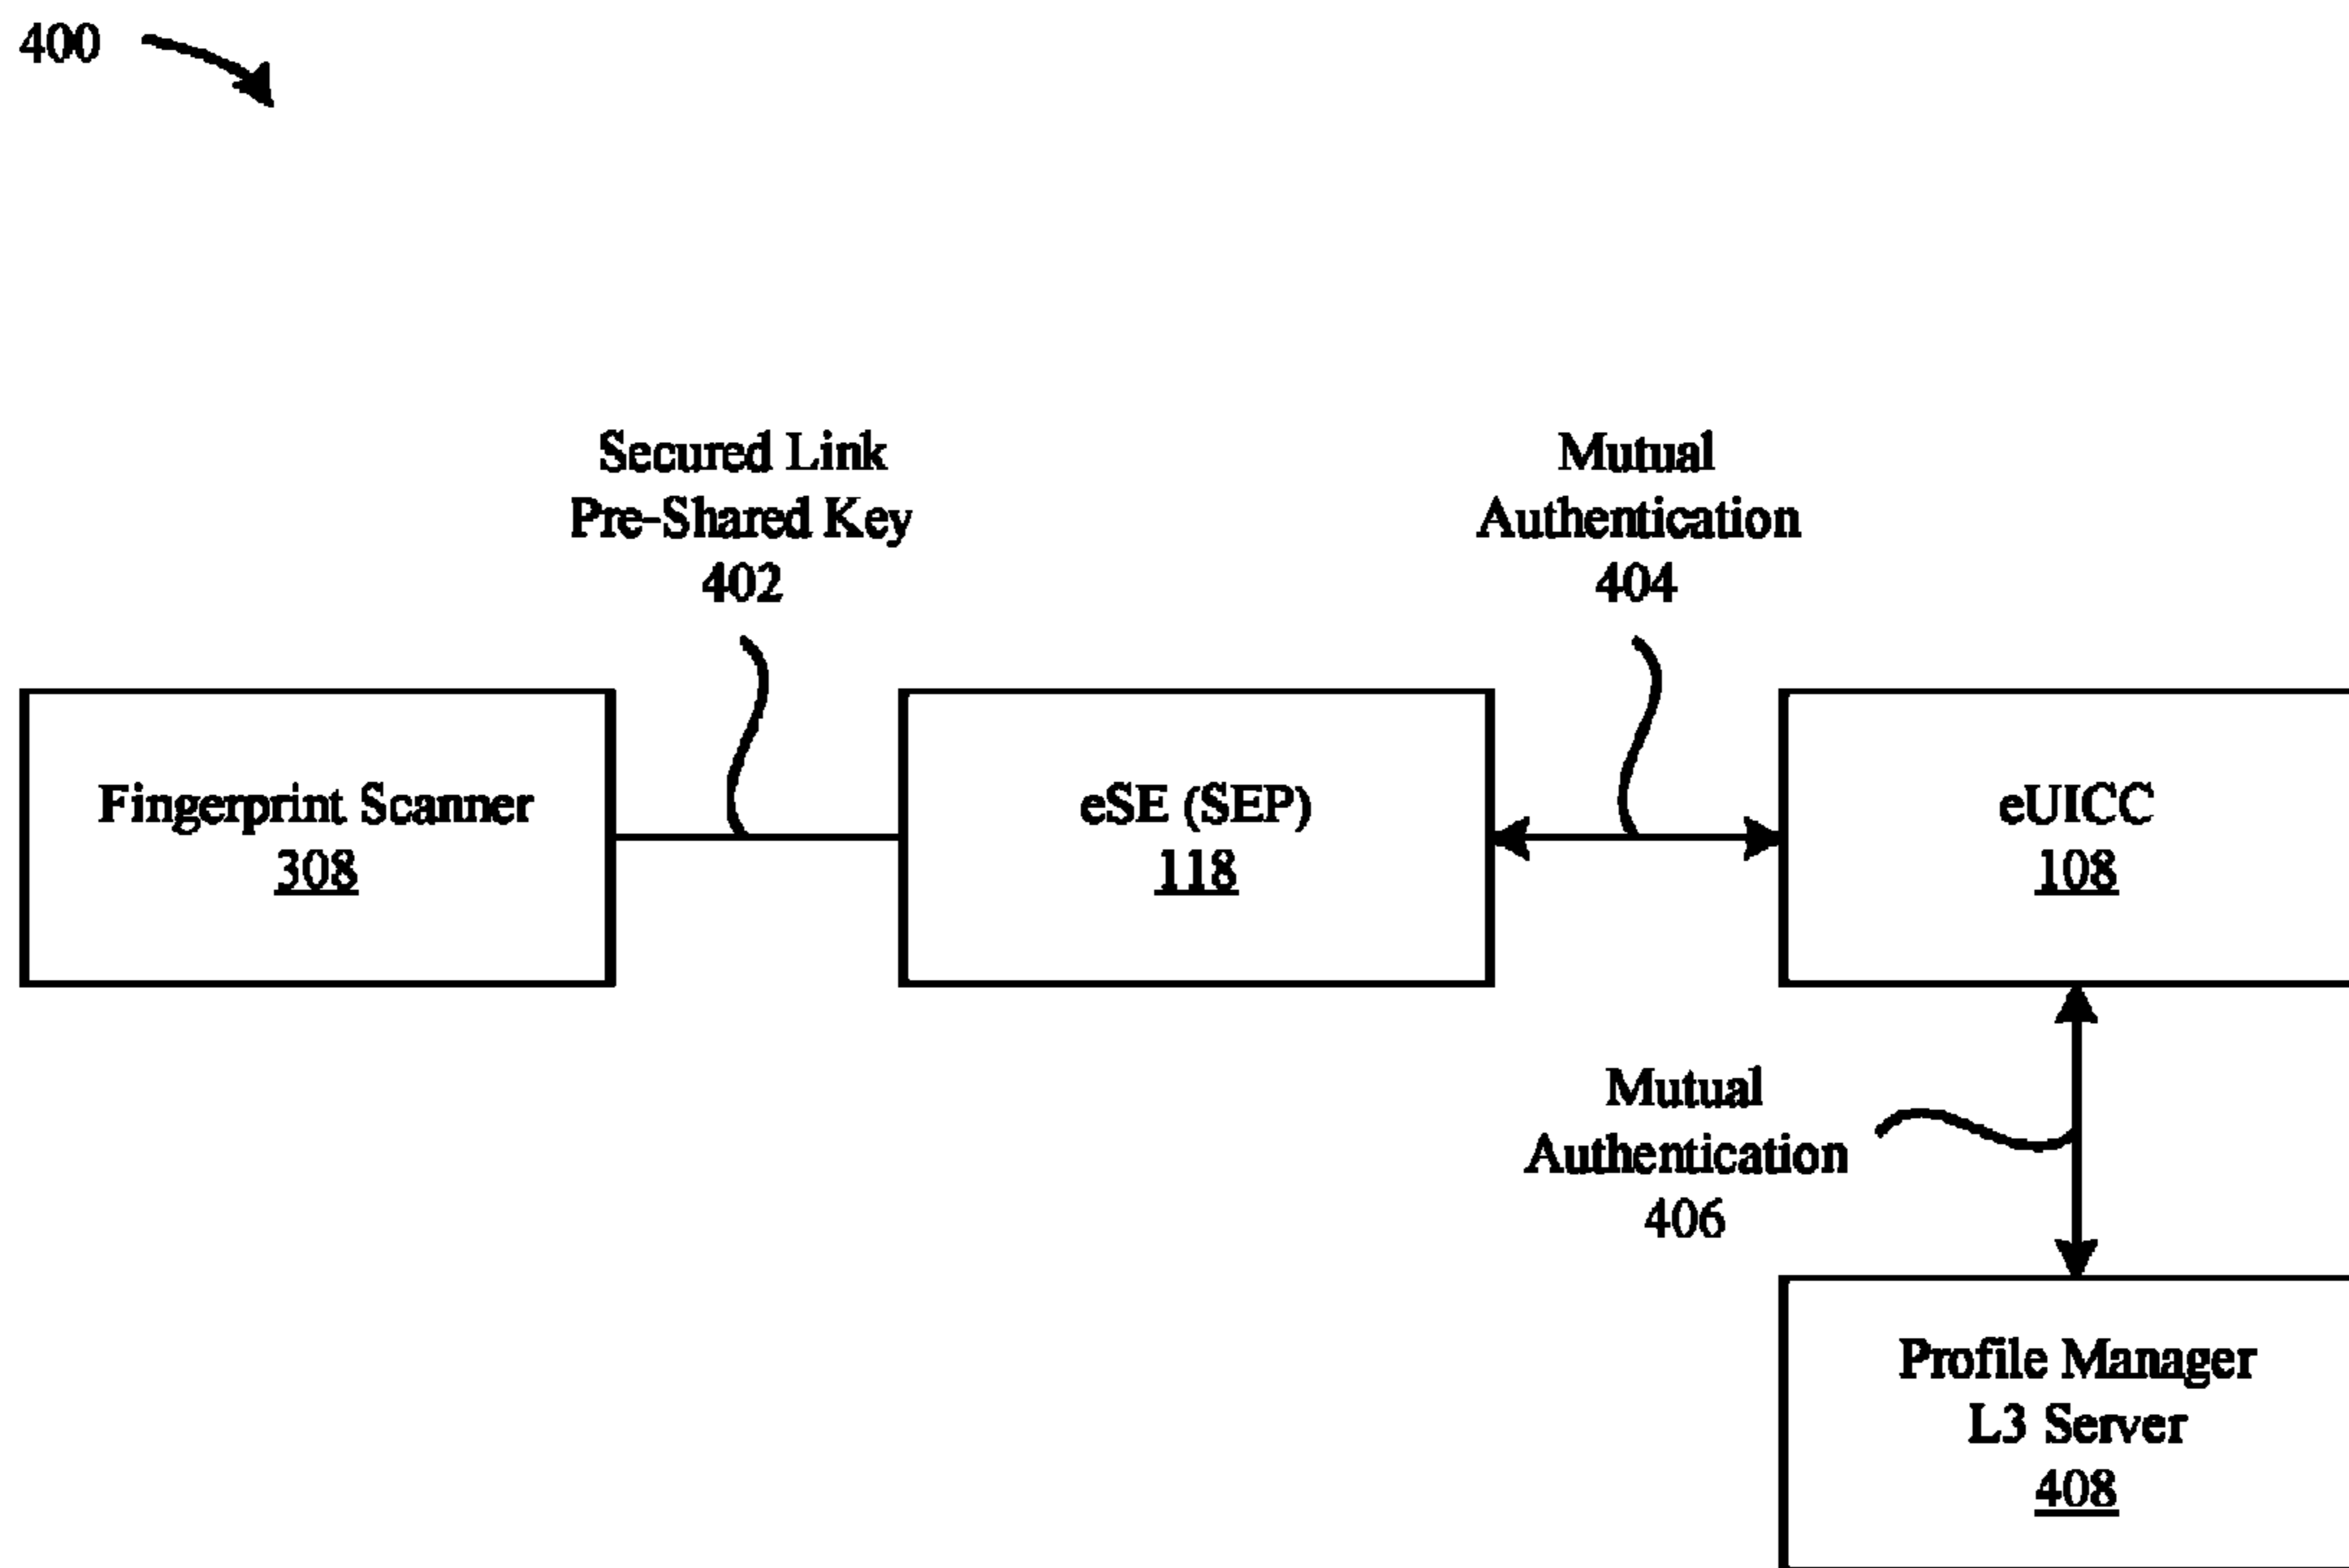 400
Secured Link
Pre-Shared Key
402
Mutual
Authentication
404
Fingerprint Scanner
308
eSE (SEP)
118
eUICC
108
Mutual
Authentication
406
Profile Manager
L3 Server
408